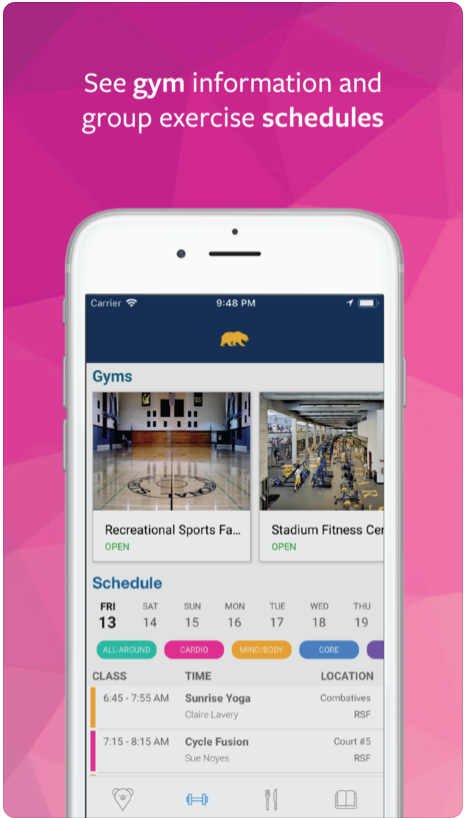 See gym information and
group exercise schedules
Carrier 9:48 PM
Gyms
Recreational Sports Fa...
OPEN
Stadium Fitness Cen
OPEN
Schedule
FRI SAT SUN MON TUE WED THU
13 14 15 16 17 18 19
ALL-AROUND CARDIO MIND/BODY CORE
CLASS TIME LOCATION
6:45 - 7:55 AM Sunrise Yoga Combatives
Claire Lavery RSF
7:15 - 8:15 AM Cycle Fusion Court #5
Sue Noyes RSF